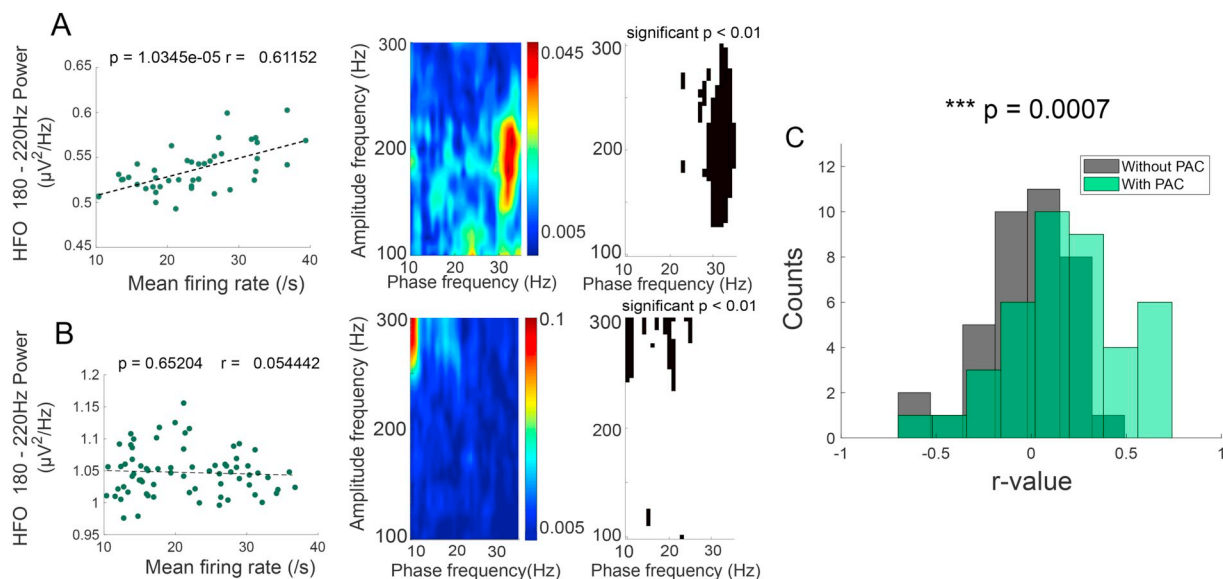 A
p = 1.0345e-05 r = 0.61152
HFO 180 - 220Hz Power
(µV²/Hz)
0.65
0.6
0.55
0.5
0.45
10 20 30 40
Mean firing rate (/s)
Amplitude frequency (Hz)
300
200
100
10 20 30
Phase frequency (Hz)
0.045
0.005
significant p < 0.01
300
200
100
10 20 30
Phase frequency (Hz)
B
p = 0.65204 r = 0.054442
HFO 180 - 220Hz Power
(µV²/Hz)
1.2
1.15
1.1
1.05
1
0.95
10 20 30 40
Mean firing rate (/s)
Amplitude frequency (Hz)
300
300
100
10 20 30
Phase frequency(Hz)
0.1
0.005
significant p < 0.01
300
200
100
10 20 30
Phase frequency (Hz)
C
*** p = 0.0007
Without PAC
With PAC
Counts
12
10
8
6
4
2
0
-1 -0.5 0 0.5 1
r-value